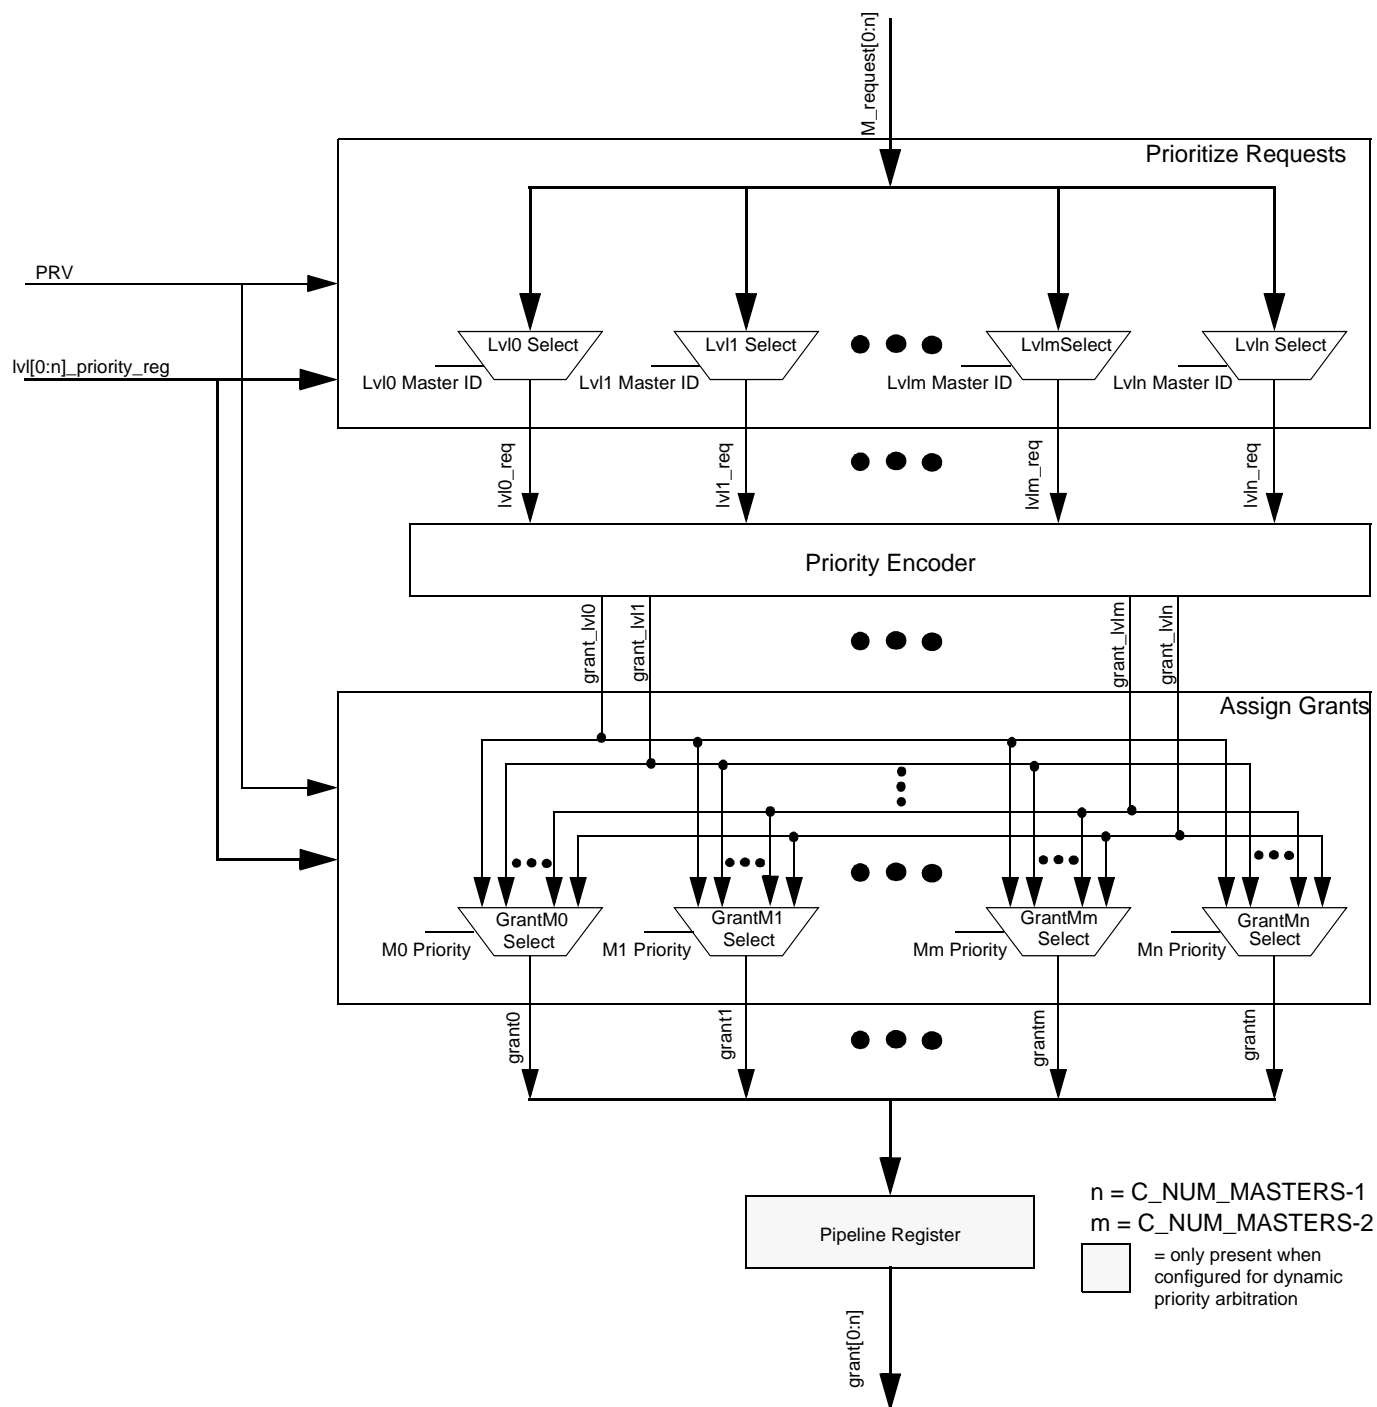 M_request[0:n]
Prioritize Requests
PRV
lvl[0:n]_priority_reg
Lvl0 Select
Lvl1 Select
LvlmSelect
Lvln Select
Lvl0 Master ID
Lvl1 Master ID
Lvlm Master ID
Lvln Master ID
lvl0_req
lvl1_req
lvlm_req
lvln_req
Priority Encoder
grant_lvl0
grant_lvl1
grant_lvlm
grant_lvln
Assign Grants
GrantM0
Select
GrantM1
Select
GrantMm
Select
GrantMn
Select
M0 Priority
M1 Priority
Mm Priority
Mn Priority
grant0
grant1
grantm
grantn
n = C_NUM_MASTERS-1
m = C_NUM_MASTERS-2
Pipeline Register
= only present when
configured for dynamic
priority arbitration
grant[0:n]